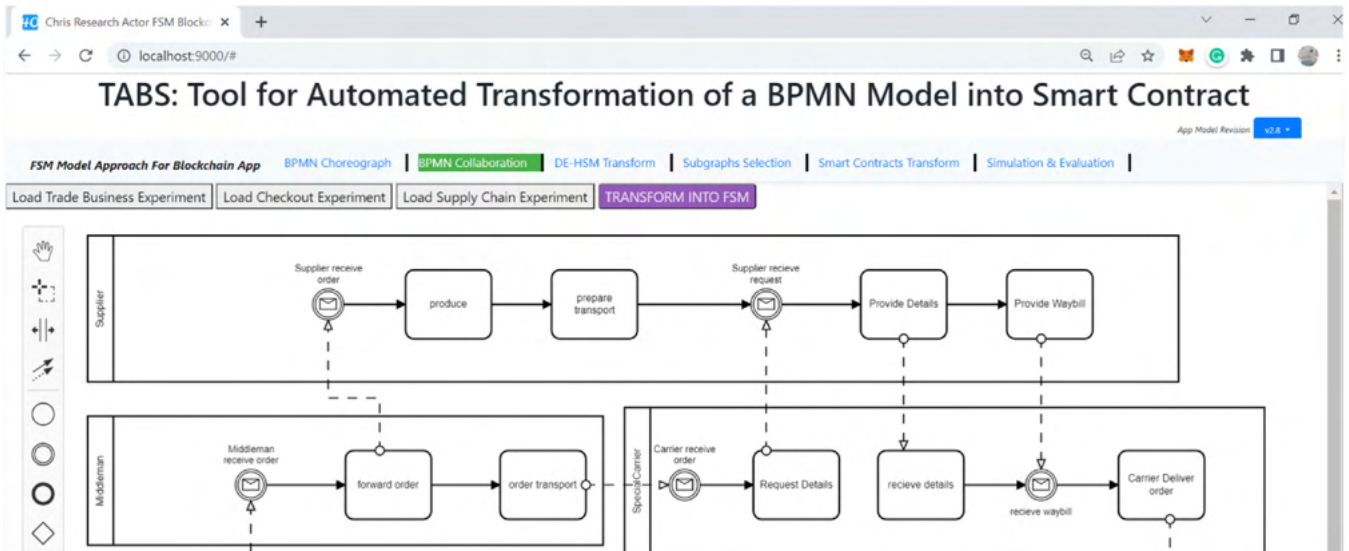 Chris Research Actor FSM Blocko
localhost:9000/#
TABS: Tool for Automated Transformation of a BPMN Model into Smart Contract
App Model Revision v2.8
FSM Model Approach For Blockchain App BPMN Choreograph BPMN Collaboration DE-HSM Transform Subgraphs Selection Smart Contracts Transform Simulation & Evaluation
Load Trade Business Experiment Load Checkout Experiment Load Supply Chain Experiment TRANSFORM INTO FSM
Supplier
Supplier receive
order
produce
prepare
transport
Supplier recieve
request
Provide Details
Provide Waybill
Middleman
Middleman
receive order
forward order
order transport
SpecialCarrier
Carrier receive
order
Request Details
recieve details
recieve waybill
Carrier Deliver
order